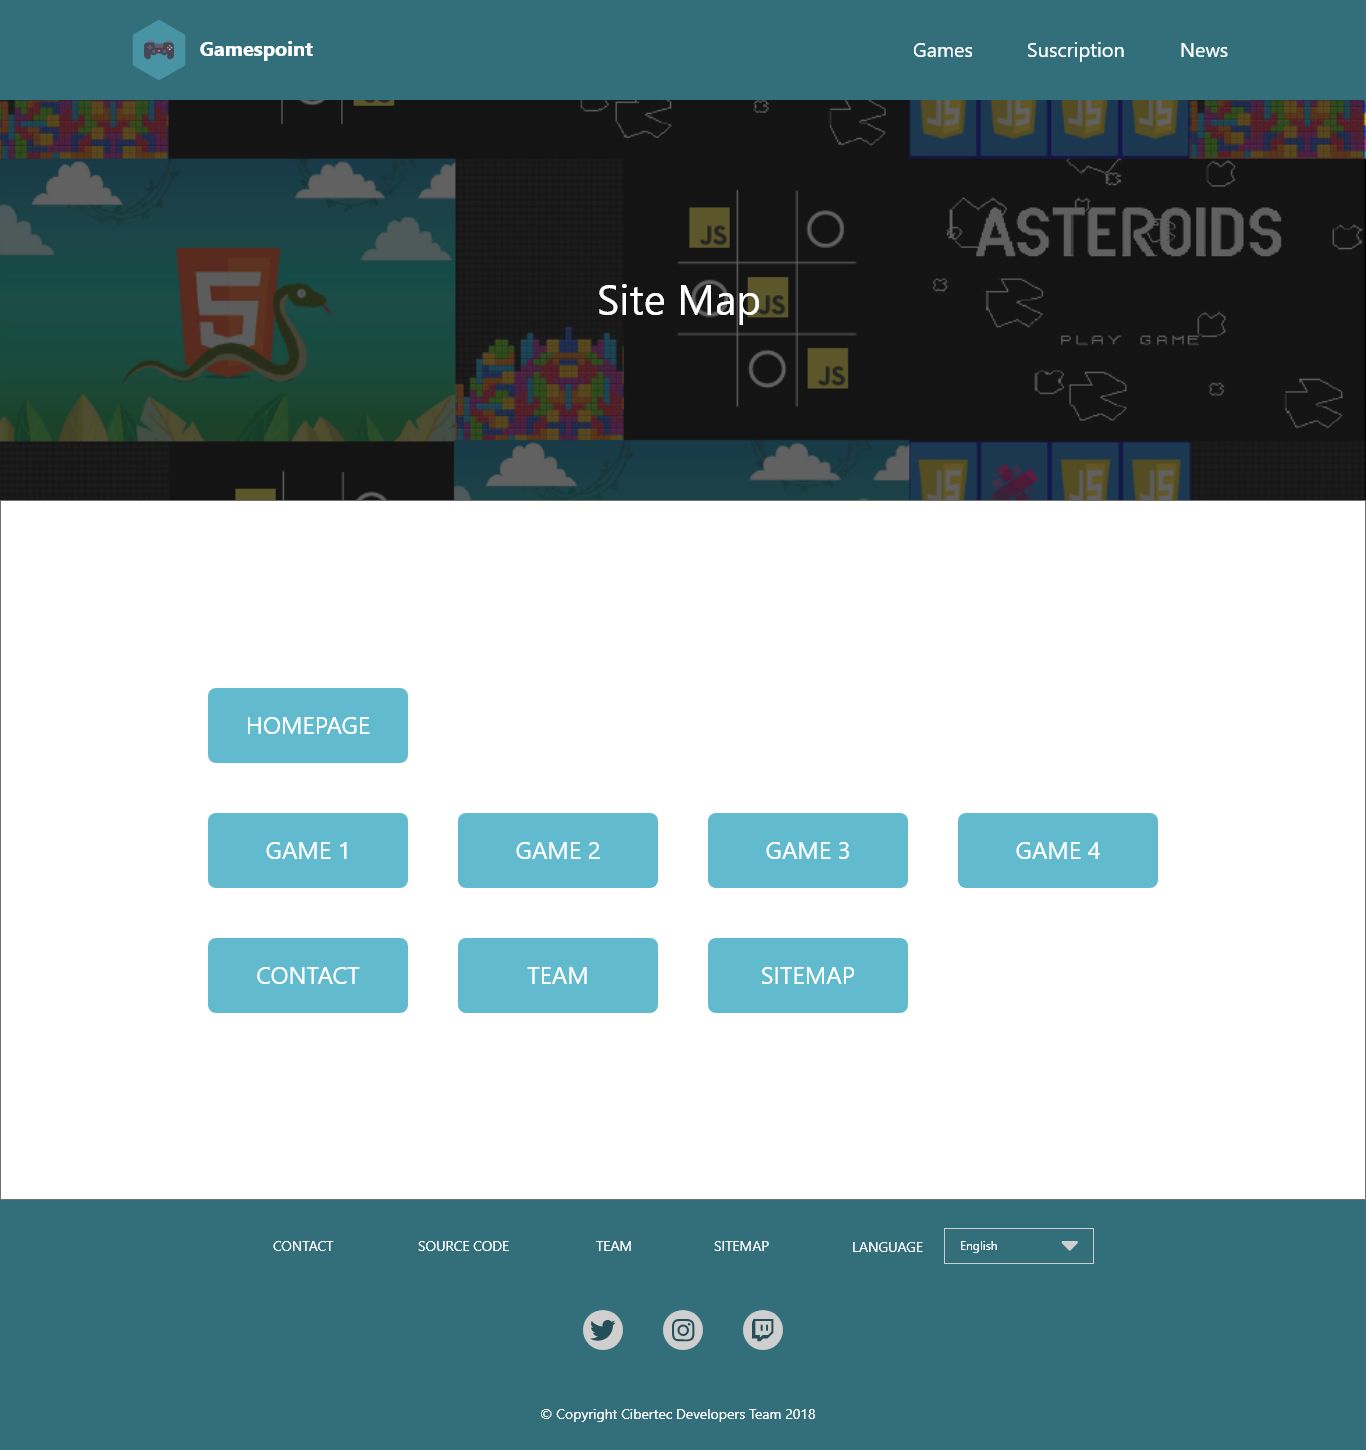 Gamespoint
Games
Suscription
News
JS
JS
JS
JS
JS
ASTEROIDS
5
Site Map
JS
PLAY GAME
JS
JS
JS
JS
HOMEPAGE
GAME 1
GAME 2
GAME 3
GAME 4
CONTACT
TEAM
SITEMAP
CONTACT
SOURCE CODE
TEAM
SITEMAP
LANGUAGE
English
© Copyright Cibertec Developers Team 2018